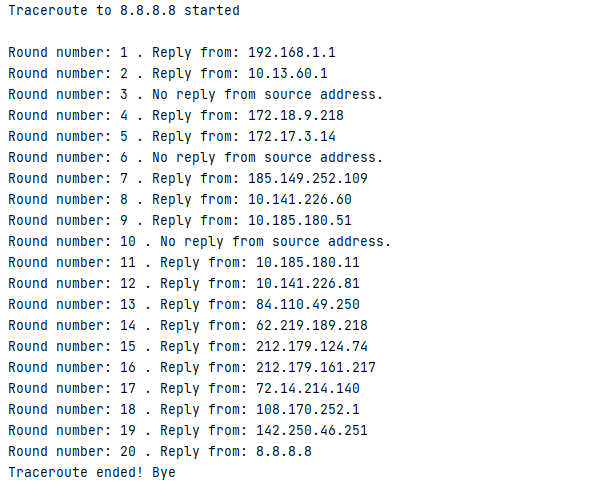 Traceroute to 8.8.8.8 started
Round number: 1 . Reply from: 192.168.1.1
Round number: 2 . Reply from: 10.13.60.1
Round number: 3 . No reply from source address.
Round number: 4 . Reply from: 172.18.9.218
Round number: 5 . Reply from: 172.17.3.14
Round number: 6 . No reply from source address.
Round number: 7 . Reply from: 185.149.252.109
Round number: 8 . Reply from: 10.141.226.60
Round number: 9 . Reply from: 10.185.180.51
Round number: 10 . No reply from source address.
Round number: 11 . Reply from: 10.185.180.11
Round number: 12 . Reply from: 10.141.226.81
Round number: 13 . Reply from: 84.110.49.250
Round number: 14 . Reply from: 62.219.189.218
Round number: 15 . Reply from: 212.179.124.74
Round number: 16 . Reply from: 212.179.161.217
Round number: 17 . Reply from: 72.14.214.140
Round number: 18 . Reply from: 108.170.252.1
Round number: 19 . Reply from: 142.250.46.251
Round number: 20 . Reply from: 8.8.8.8
Traceroute ended! Bye